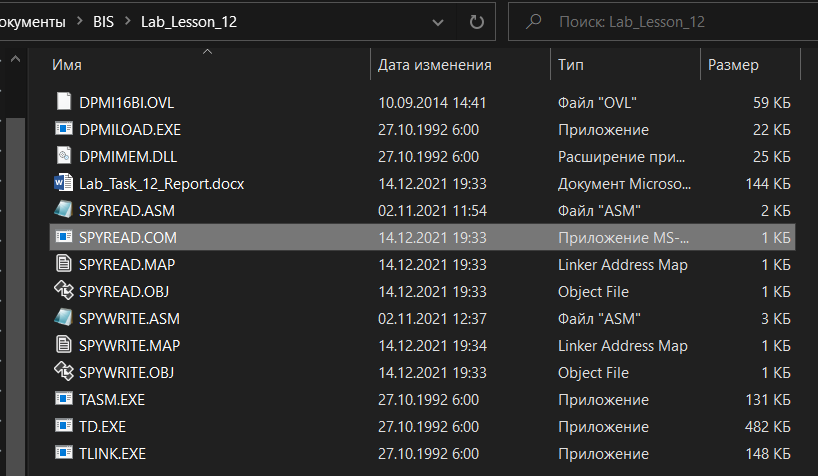 окументы BIS Lab_Lesson_12 Поиск: Lab_Lesson_12
Имя Дата изменения Тип Размер
DPMI16BI.OVL 10.09.2014 14:41 Файл "OVL" 59 КБ
DPMILOAD.EXE 27.10.1992 6:00 Приложение 22 КБ
DPMIMEM.DLL 27.10.1992 6:00 Расширение при... 25 КБ
Lab_Task_12_Report.docx 14.12.2021 19:33 Документ Microso... 144 КБ
SPYREAD.ASM 02.11.2021 11:54 Файл "ASM" 2 КБ
SPYREAD.COM 14.12.2021 19:33 Приложение MS-... 1 КБ
SPYREAD.MAP 14.12.2021 19:33 Linker Address Map 1 КБ
SPYREAD.OBJ 14.12.2021 19:33 Object File 1 КБ
SPYWRITE.ASM 02.11.2021 12:37 Файл "ASM" 3 КБ
SPYWRITE.MAP 14.12.2021 19:34 Linker Address Map 1 КБ
SPYWRITE.OBJ 14.12.2021 19:33 Object File 1 КБ
TASM.EXE 27.10.1992 6:00 Приложение 131 КБ
TD.EXE 27.10.1992 6:00 Приложение 482 КБ
TLINK.EXE 27.10.1992 6:00 Приложение 148 КБ